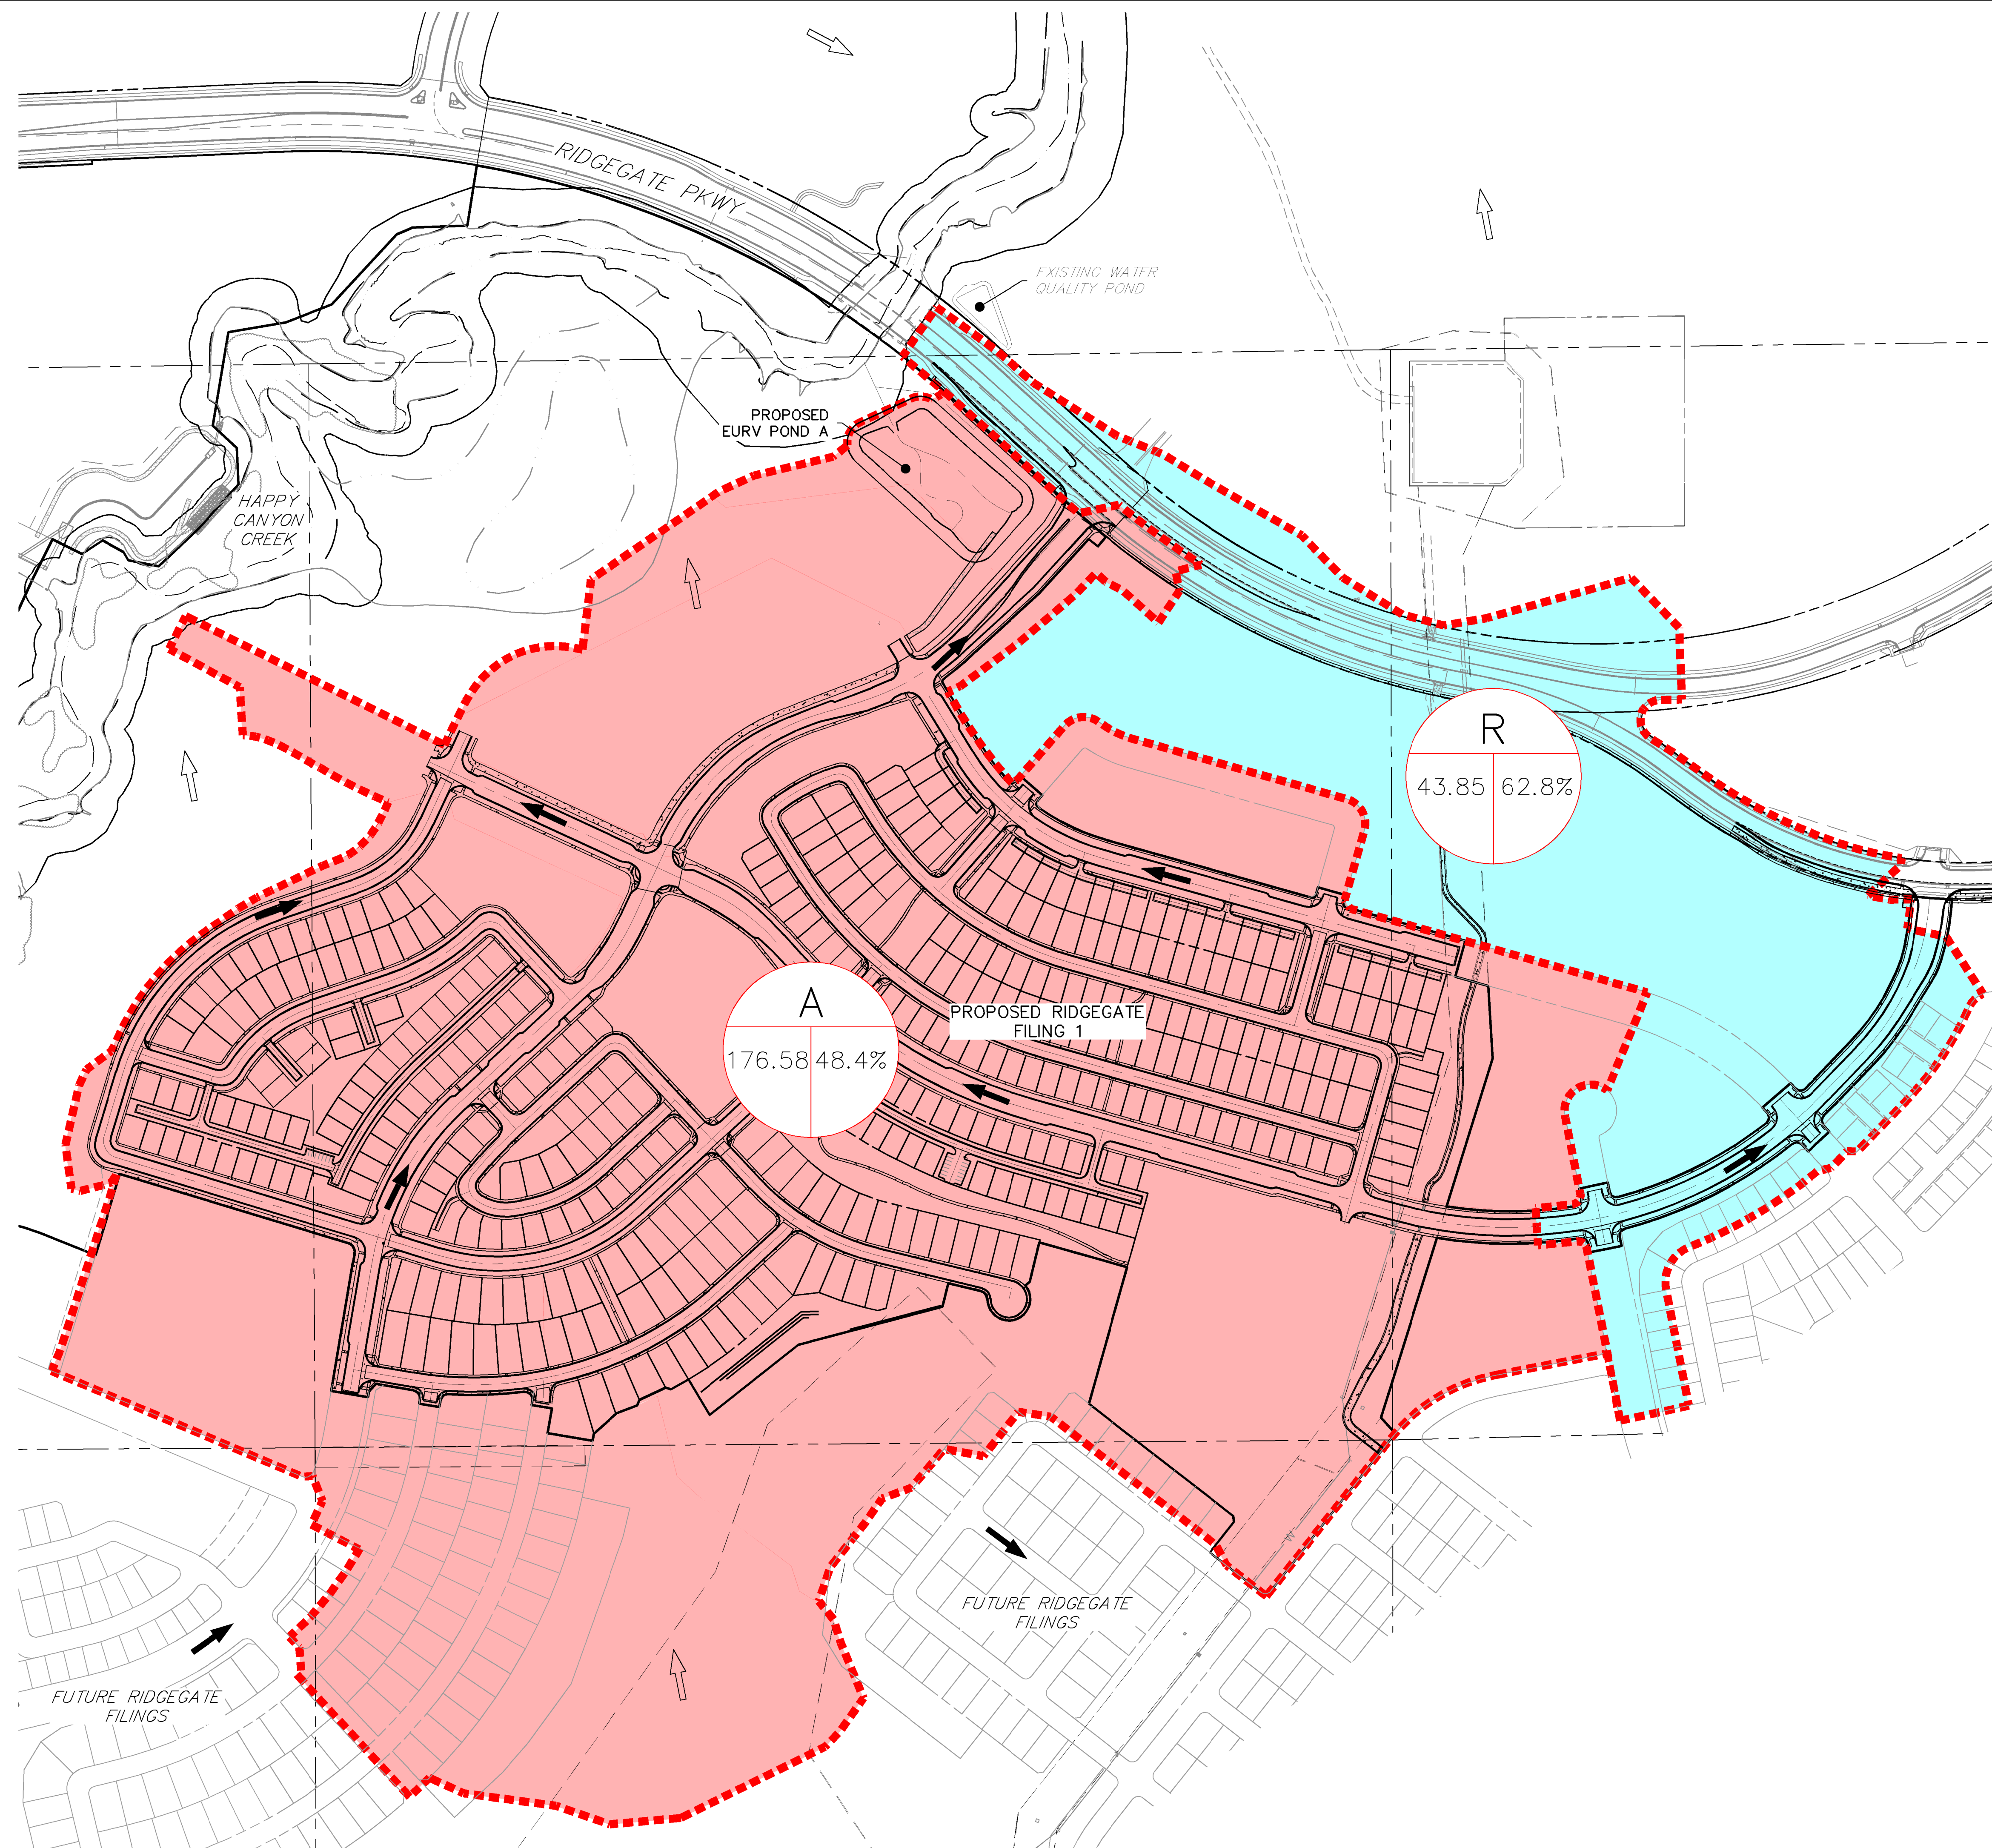 RIDGEGATE PKWY
EXISTING WATER
QUALITY POND
PROPOSED
EURV POND A
HAPPY
CANYON
CREEK
R
43.85 62.8%
A
176.58 48.4%
PROPOSED RIDGEGATE
FILING 1
W
FUTURE RIDGEGATE
FILINGS
FUTURE RIDGEGATE
FILINGS